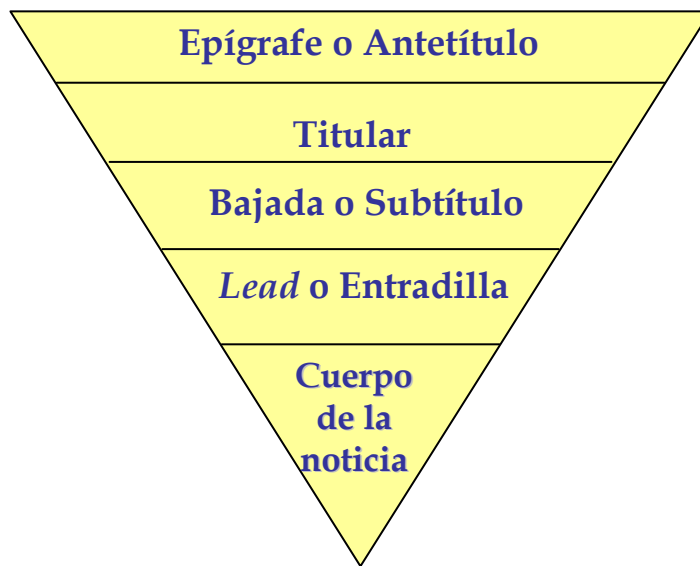 Epígrafe o Antetítulo
Titular
Bajada o Subtítulo
Lead o Entradilla
Cuerpo
de la
noticia